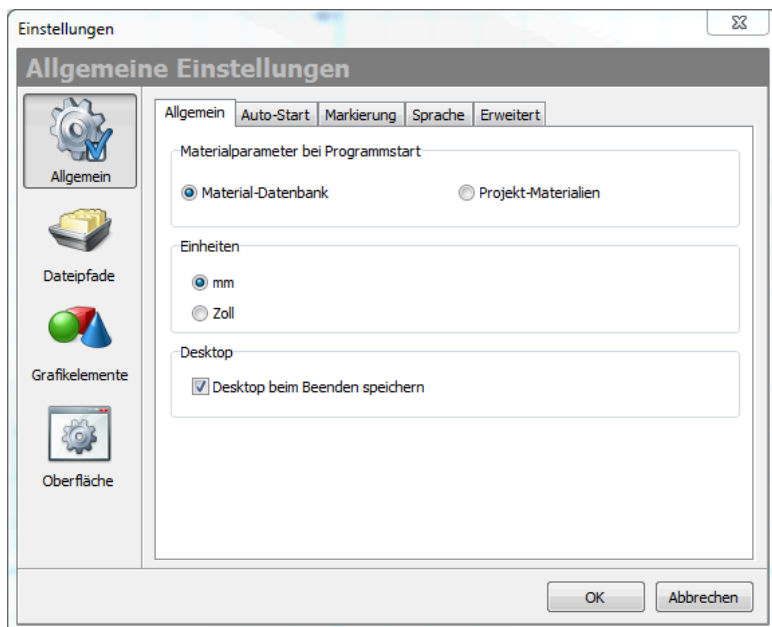 Einstellungen
Allgemeine Einstellungen
Allgemein
Dateipfade
Grafikelemente
Oberfläche
Allgemein Auto-Start Markierung Sprache Erweitert
Materialparameter bei Programmstart
Material-Datenbank Projekt-Materialien
Einheiten
mm
Zoll
Desktop
Desktop beim Beenden speichern
OK Abbrechen